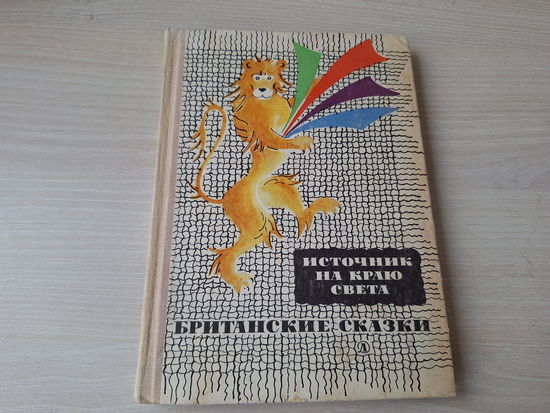 ИСТОЧНИК
НА КРАЮ
СВЕТА
БРИТАНСКИЕ СКАЗКИ